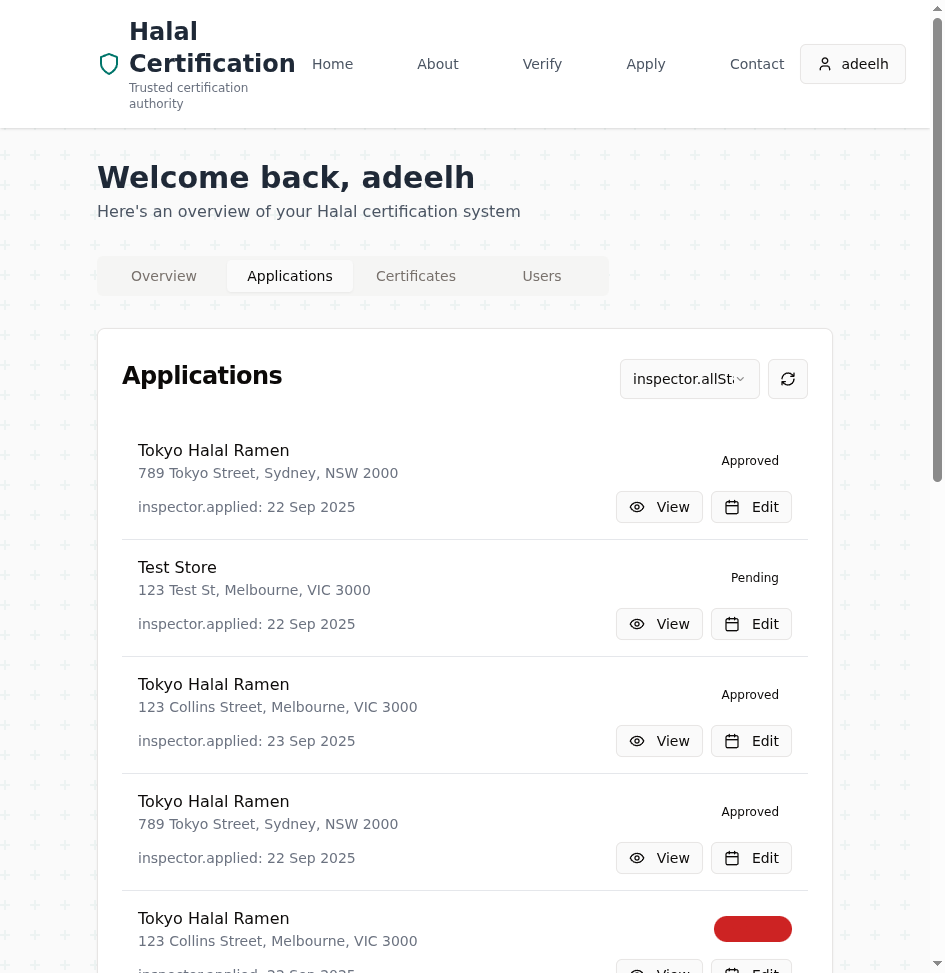 Halal
Certification
Trusted certification
authority
Home
About
Verify
Apply
Contact
adeelh
Welcome back, adeelh
Here's an overview of your Halal certification system
Overview
Applications
Certificates
Users
Applications
inspector.allSt
Tokyo Halal Ramen
789 Tokyo Street, Sydney, NSW 2000
Approved
inspector.applied: 22 Sep 2025
View
Edit
Test Store
123 Test St, Melbourne, VIC 3000
Pending
inspector.applied: 22 Sep 2025
View
Edit
Tokyo Halal Ramen
123 Collins Street, Melbourne, VIC 3000
Approved
inspector.applied: 23 Sep 2025
View
Edit
Tokyo Halal Ramen
789 Tokyo Street, Sydney, NSW 2000
Approved
inspector.applied: 22 Sep 2025
View
Edit
Tokyo Halal Ramen
123 Collins Street, Melbourne, VIC 3000